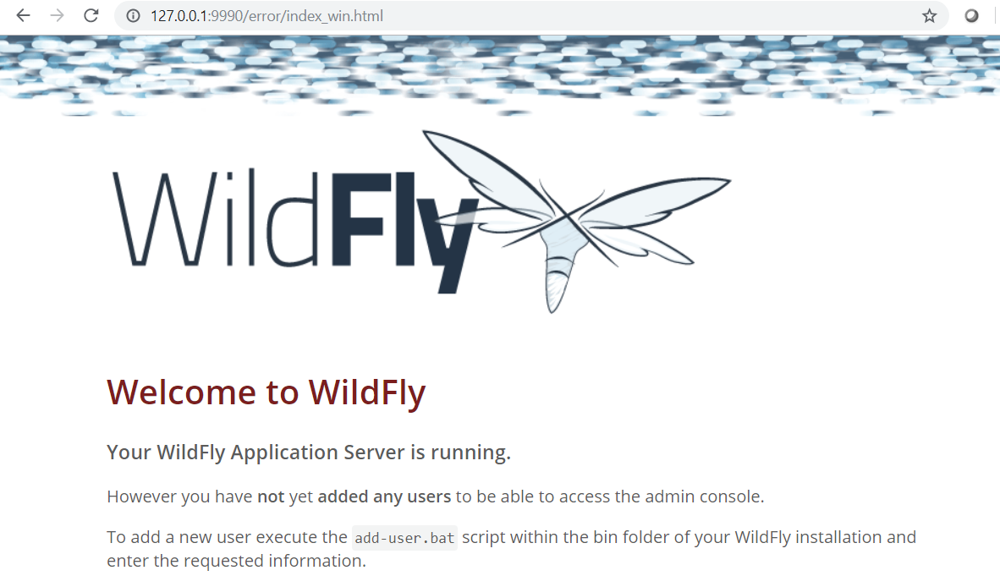 127.0.0.1:9990/error/index_win.html
WildFly
Welcome to WildFly
Your WildFly Application Server is running.
However you have not yet added any users to be able to access the admin console.
To add a new user execute the add-user.bat script within the bin folder of your WildFly installation and
enter the requested information.